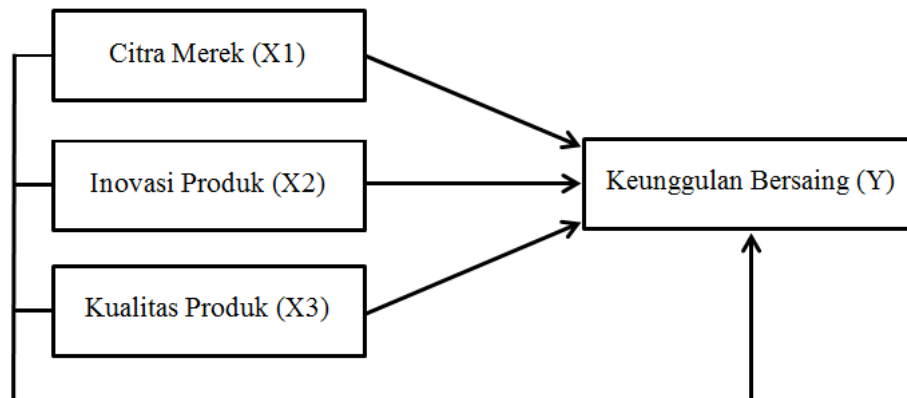 Citra Merek (X1)
Inovasi Produk (X2)
Keunggulan Bersaing (Y)
Kualitas Produk (X3)